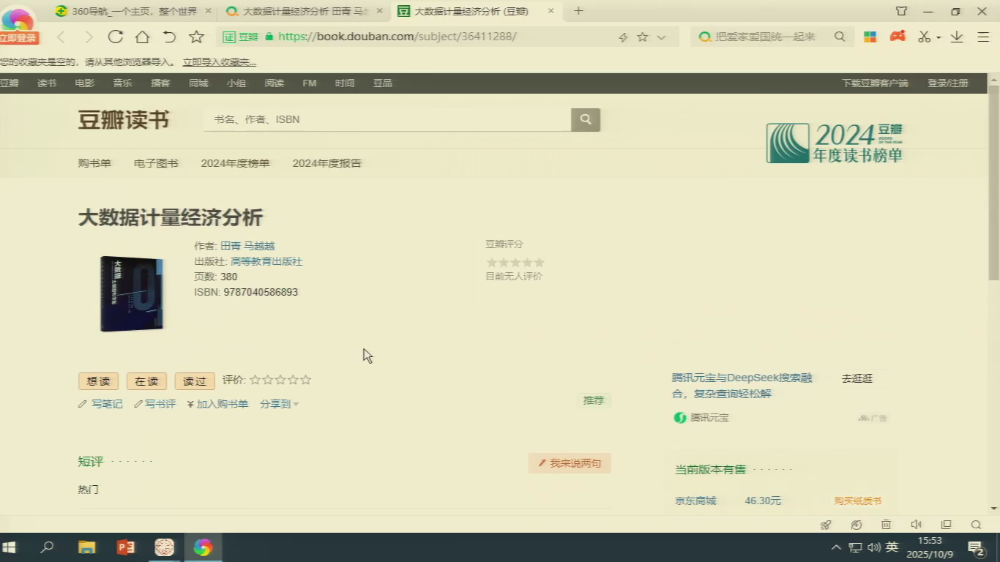 立即登录
360导航_一个主页，整个世界
大数据计量经济分析 田青 马
大数据计量经济分析 (豆瓣)
证 豆瓣 https://book.douban.com/subject/36411288/
把爱家爱国统一起来
您的收藏夹是空的，请从其他浏览器导入。 立即导入收藏夹...
豆瓣 读书 电影 音乐 播客 同城 小组 阅读 FM 时间 豆品 下载豆瓣客户端 登录/注册
豆瓣读书
书名、作者、ISBN
2024 豆瓣
BOOKS OF THE YEAR
年度读书榜单
购书单 电子图书 2024年度榜单 2024年度报告
大数据计量经济分析
作者: 田青 马越越
出版社: 高等教育出版社
页数: 380
ISBN: 9787040586893
大数据
豆瓣评分
目前无人评价
想读 在读 读过 评价:
写笔记 写书评 ¥加入购书单 分享到
推荐
腾讯元宝与DeepSeek搜索融合，复杂查询轻松解
去逛逛
腾讯元宝
广告
短评 · · · · · ·
我来说两句
热门
当前版本有售 · · · · · ·
京东商城 46.30元 购买纸质书
英
15:53
2025/10/9
2